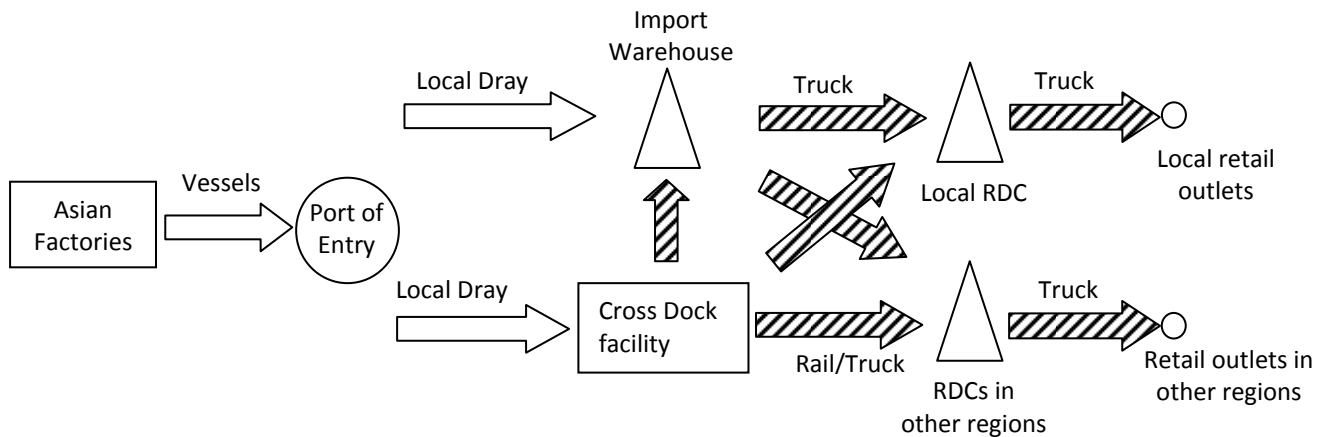 Import
Warehouse
Local Dray
Truck
Truck
Local RDC
Local retail
outlets
Vessels
Asian
Factories
Port of
Entry
Local Dray
Cross Dock
facility
Rail/Truck
Truck
RDCs in
other regions
Retail outlets in
other regions